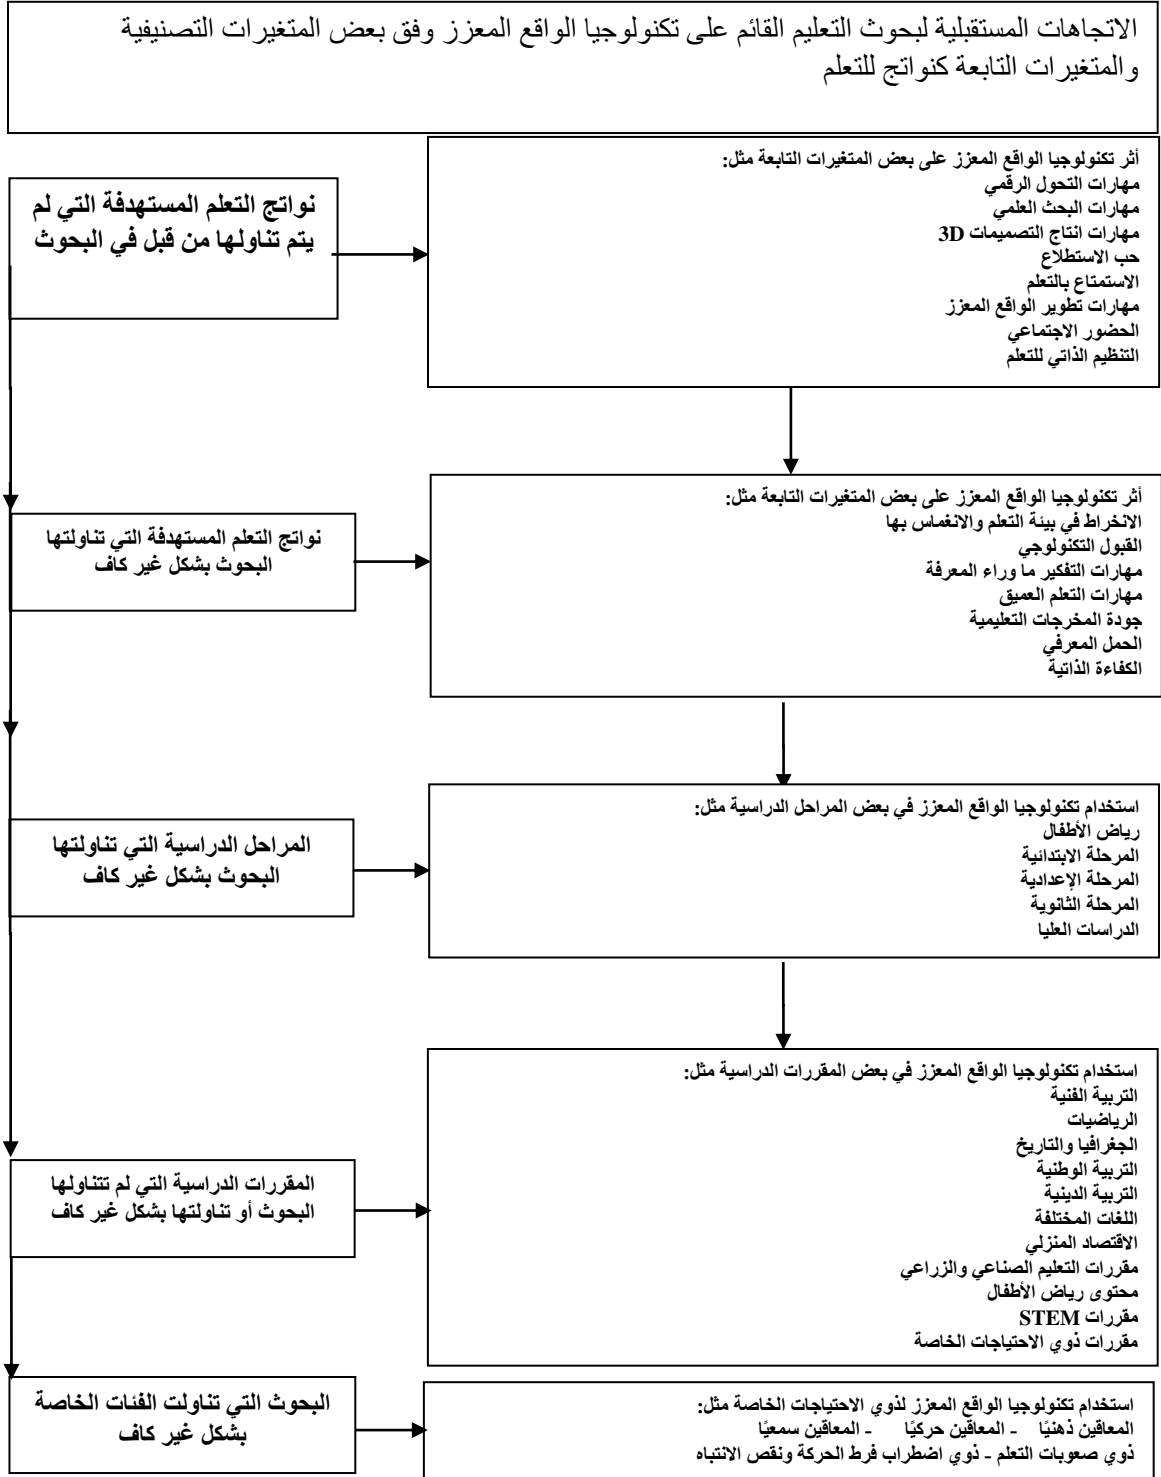 الاتجاهات المستقبلية لبحوث التعليم القائم على تكنولوجيا الواقع المعزز وفق بعض المتغيرات التصنيفية
والمتغيرات التابعة كنواتج للتعلم
نواتج التعلم المستهدفة التي لم
يتم تناولها من قبل في البحوث
أثر تكنولوجيا الواقع المعزز على بعض المتغيرات التابعة مثل:
مهارات التحول الرقمي
مهارات البحث العلمي
مهارات انتاج التصميمات 3D
حب الاستطلاع
الاستمتاع بالتعلم
مهارات تطوير الواقع المعزز
الحضور الاجتماعي
التنظيم الذاتي للتعلم
نواتج التعلم المستهدفة التي تناولتها
البحوث بشكل غير كاف
أثر تكنولوجيا الواقع المعزز على بعض المتغيرات التابعة مثل:
الانخراط في بيئة التعلم والانغماس بها
القبول التكنولوجي
مهارات التفكير ما وراء المعرفة
مهارات التعلم العميق
جودة المخرجات التعليمية
الحمل المعرفي
الكفاءة الذاتية
المراحل الدراسية التي تناولتها
البحوث بشكل غير كاف
استخدام تكنولوجيا الواقع المعزز في بعض المراحل الدراسية مثل:
رياض الأطفال
المرحلة الابتدائية
المرحلة الإعدادية
المرحلة الثانوية
الدراسات العليا
المقررات الدراسية التي لم تتناولها
البحوث أو تناولتها بشكل غير كاف
استخدام تكنولوجيا الواقع المعزز في بعض المقررات الدراسية مثل:
التربية الفنية
الرياضيات
الجغرافيا والتاريخ
التربية الوطنية
التربية الدينية
اللغات المختلفة
الاقتصاد المنزلي
مقررات التعليم الصناعي والزراعي
محتوى رياض الأطفال
مقررات STEM
مقررات ذوي الاحتياجات الخاصة
البحوث التي تناولت الفئات الخاصة
بشكل غير كاف
استخدام تكنولوجيا الواقع المعزز لذوي الاحتياجات الخاصة مثل:
المعاقين ذهنيًا - المعاقين حركيًا - المعاقين سمعيًا
ذوي صعوبات التعلم - ذوي اضطراب فرط الحركة ونقص الانتباه